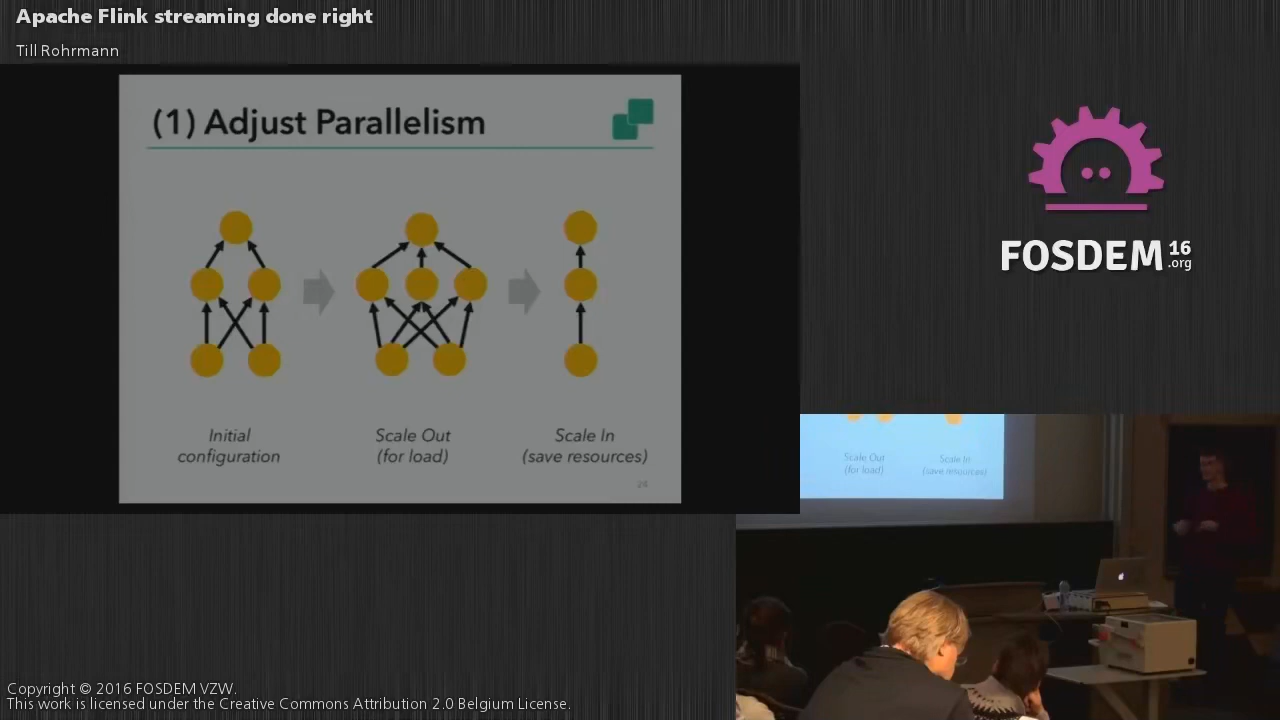 Apache Flink streaming done right
Till Rohrmann
(1) Adjust Parallelism
Initial
configuration
Scale Out
(for load)
Scale In
(save resources)
24
FOSDEM 16
.org
Scale Out
(for load)
Scale In
(save resources)
Copyright © 2016 FOSDEM VZW.
This work is licensed under the Creative Commons Attribution 2.0 Belgium License.